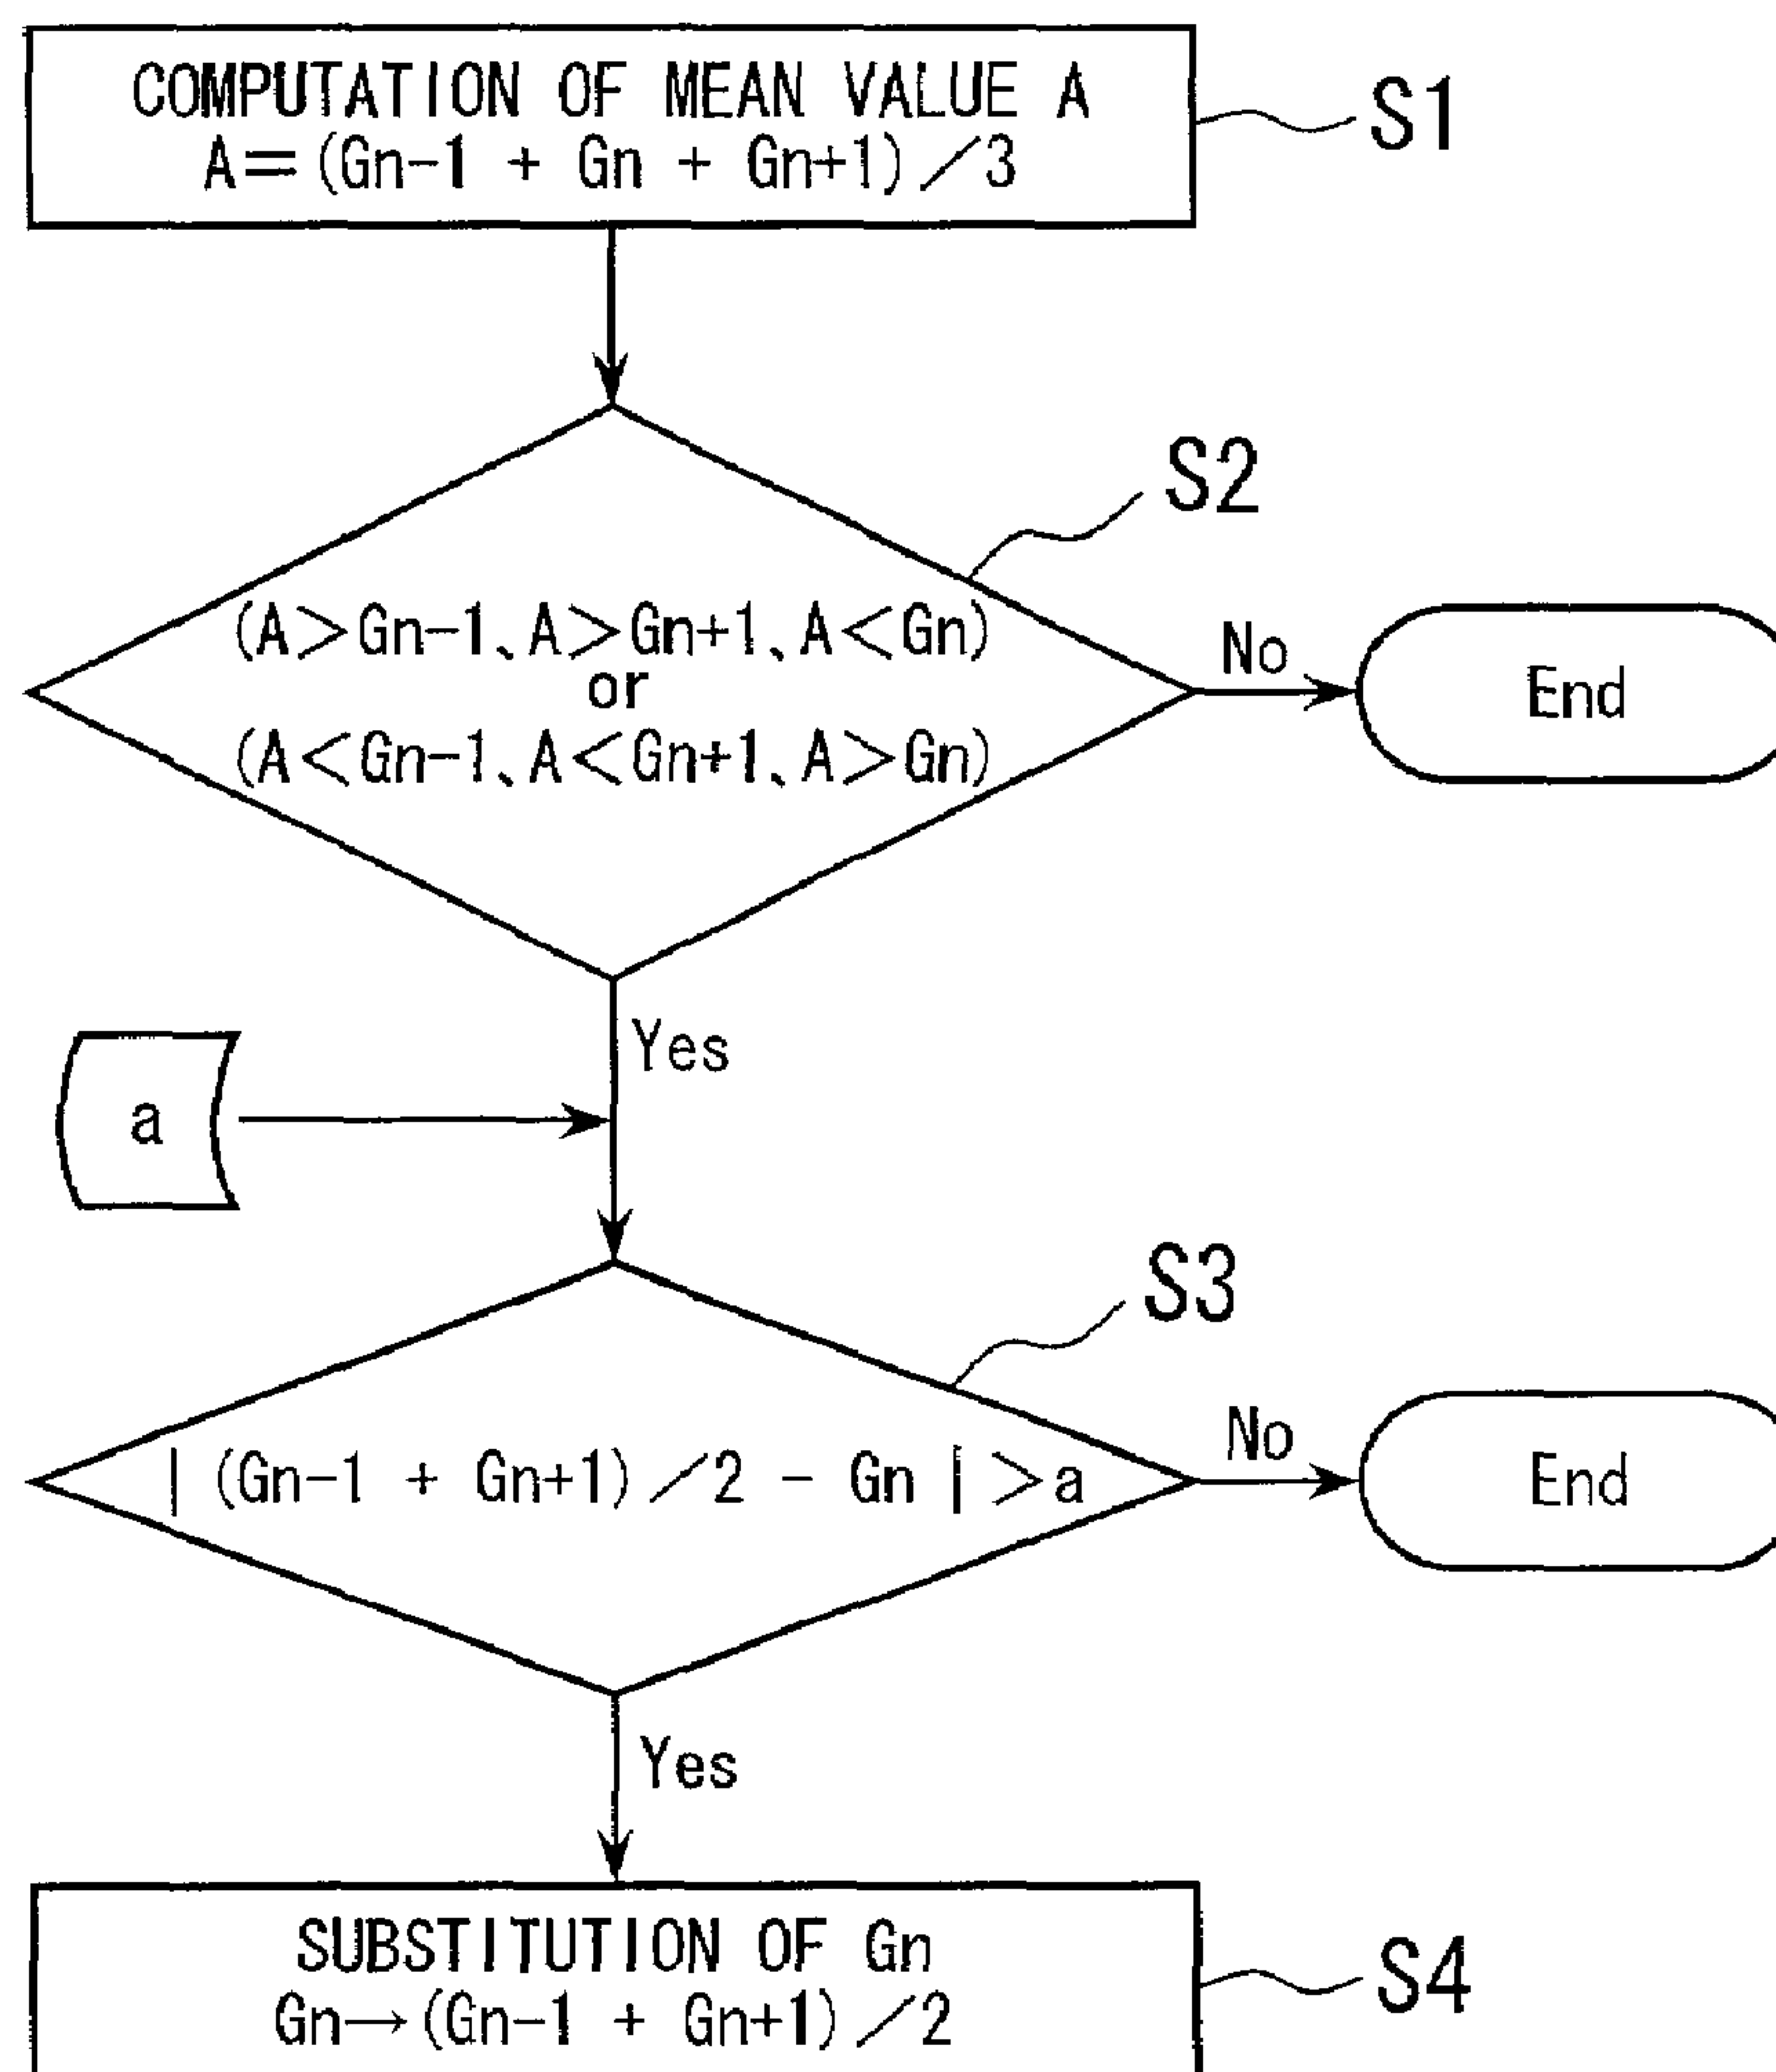 COMPUTATION OF MEAN VALUE A
A=(Gn-1 + Gn + Gn+1)／3
S1
S2
(A＞Gn-1、A＞Gn+1、A＜Gn)
or
(A＜Gn-1、A＜Gn+1、A＞Gn)
No
End
Yes
a
S3
| (Gn-1 + Gn+1)／2 - Gn |＞a
No
End
Yes
SUBSTITUTION OF Gn
Gn→(Gn-1 + Gn+1)／2
S4